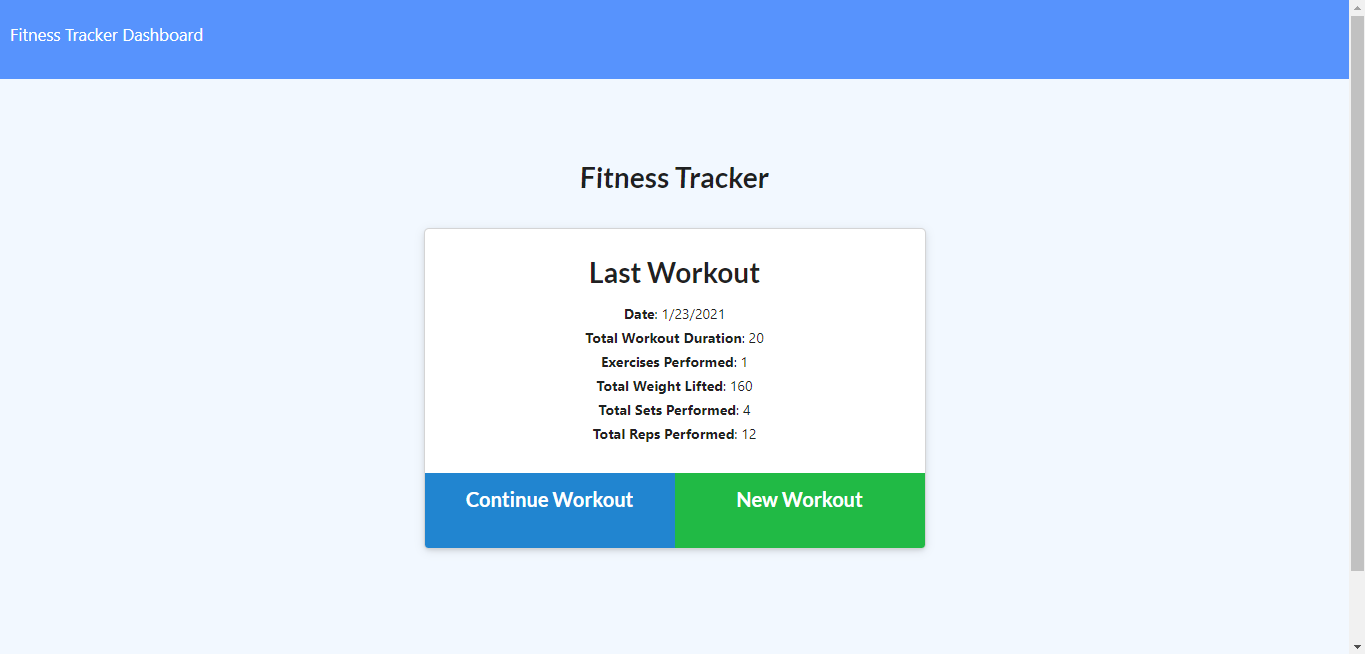 Fitness Tracker Dashboard
Fitness Tracker
Last Workout
Date: 1/23/2021
Total Workout Duration: 20
Exercises Performed: 1
Total Weight Lifted: 160
Total Sets Performed: 4
Total Reps Performed: 12
Continue Workout New Workout